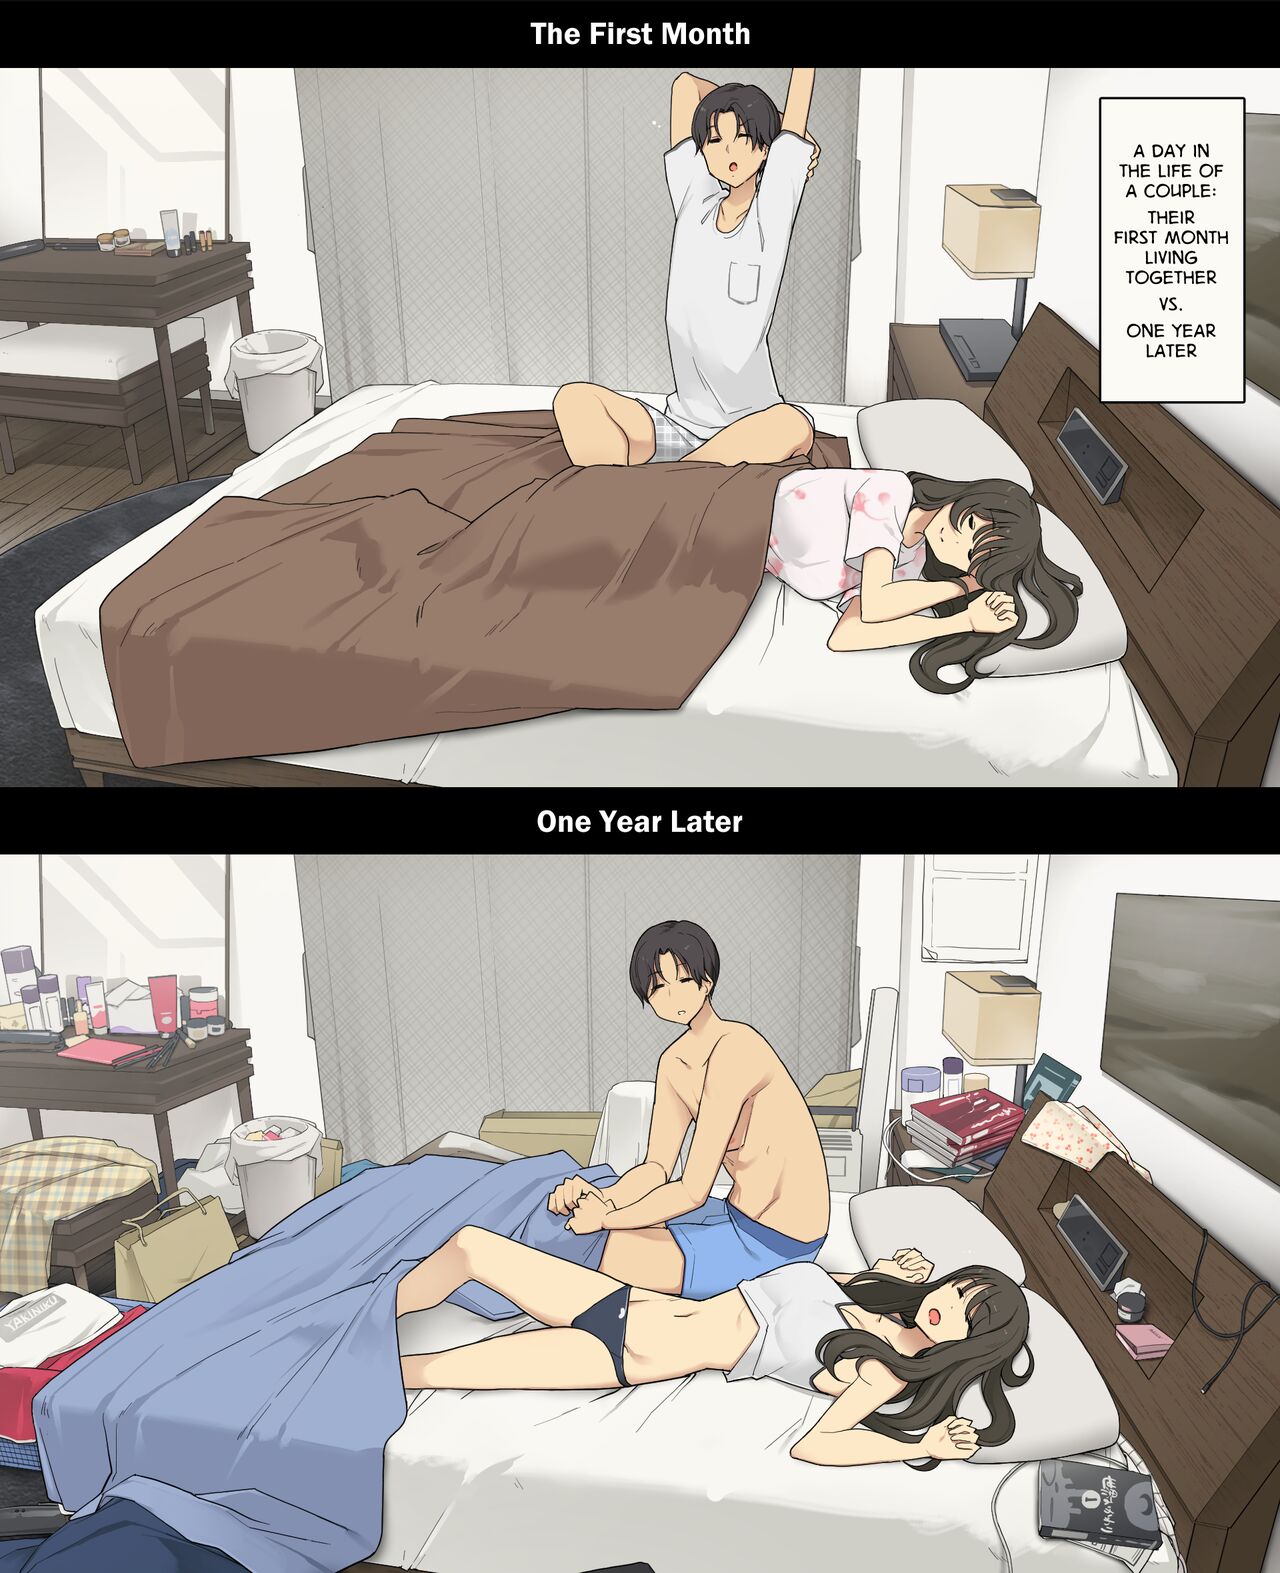 The First Month
A DAY IN
THE LIFE OF
A COUPLE:
THEIR
FIRST MONTH
LIVING
TOGETHER
VS.
ONE YEAR
LATER
One Year Later
YAKINIKU
1